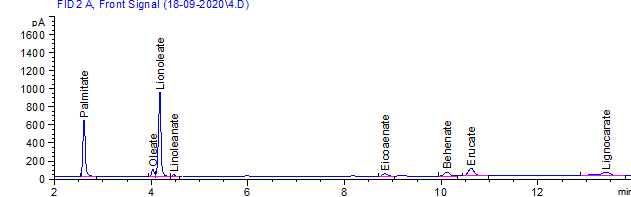 FID2 A, Front Signal (18-09-2020\4.D)
pA
1600
1400
1200
1000
800
600
400
200
0
Palmitate
Oleate
Lionoleate
Linoleanate
Eicoaenate
Behenate
Erucate
Lignocarate
2
4
6
8
10
12
min